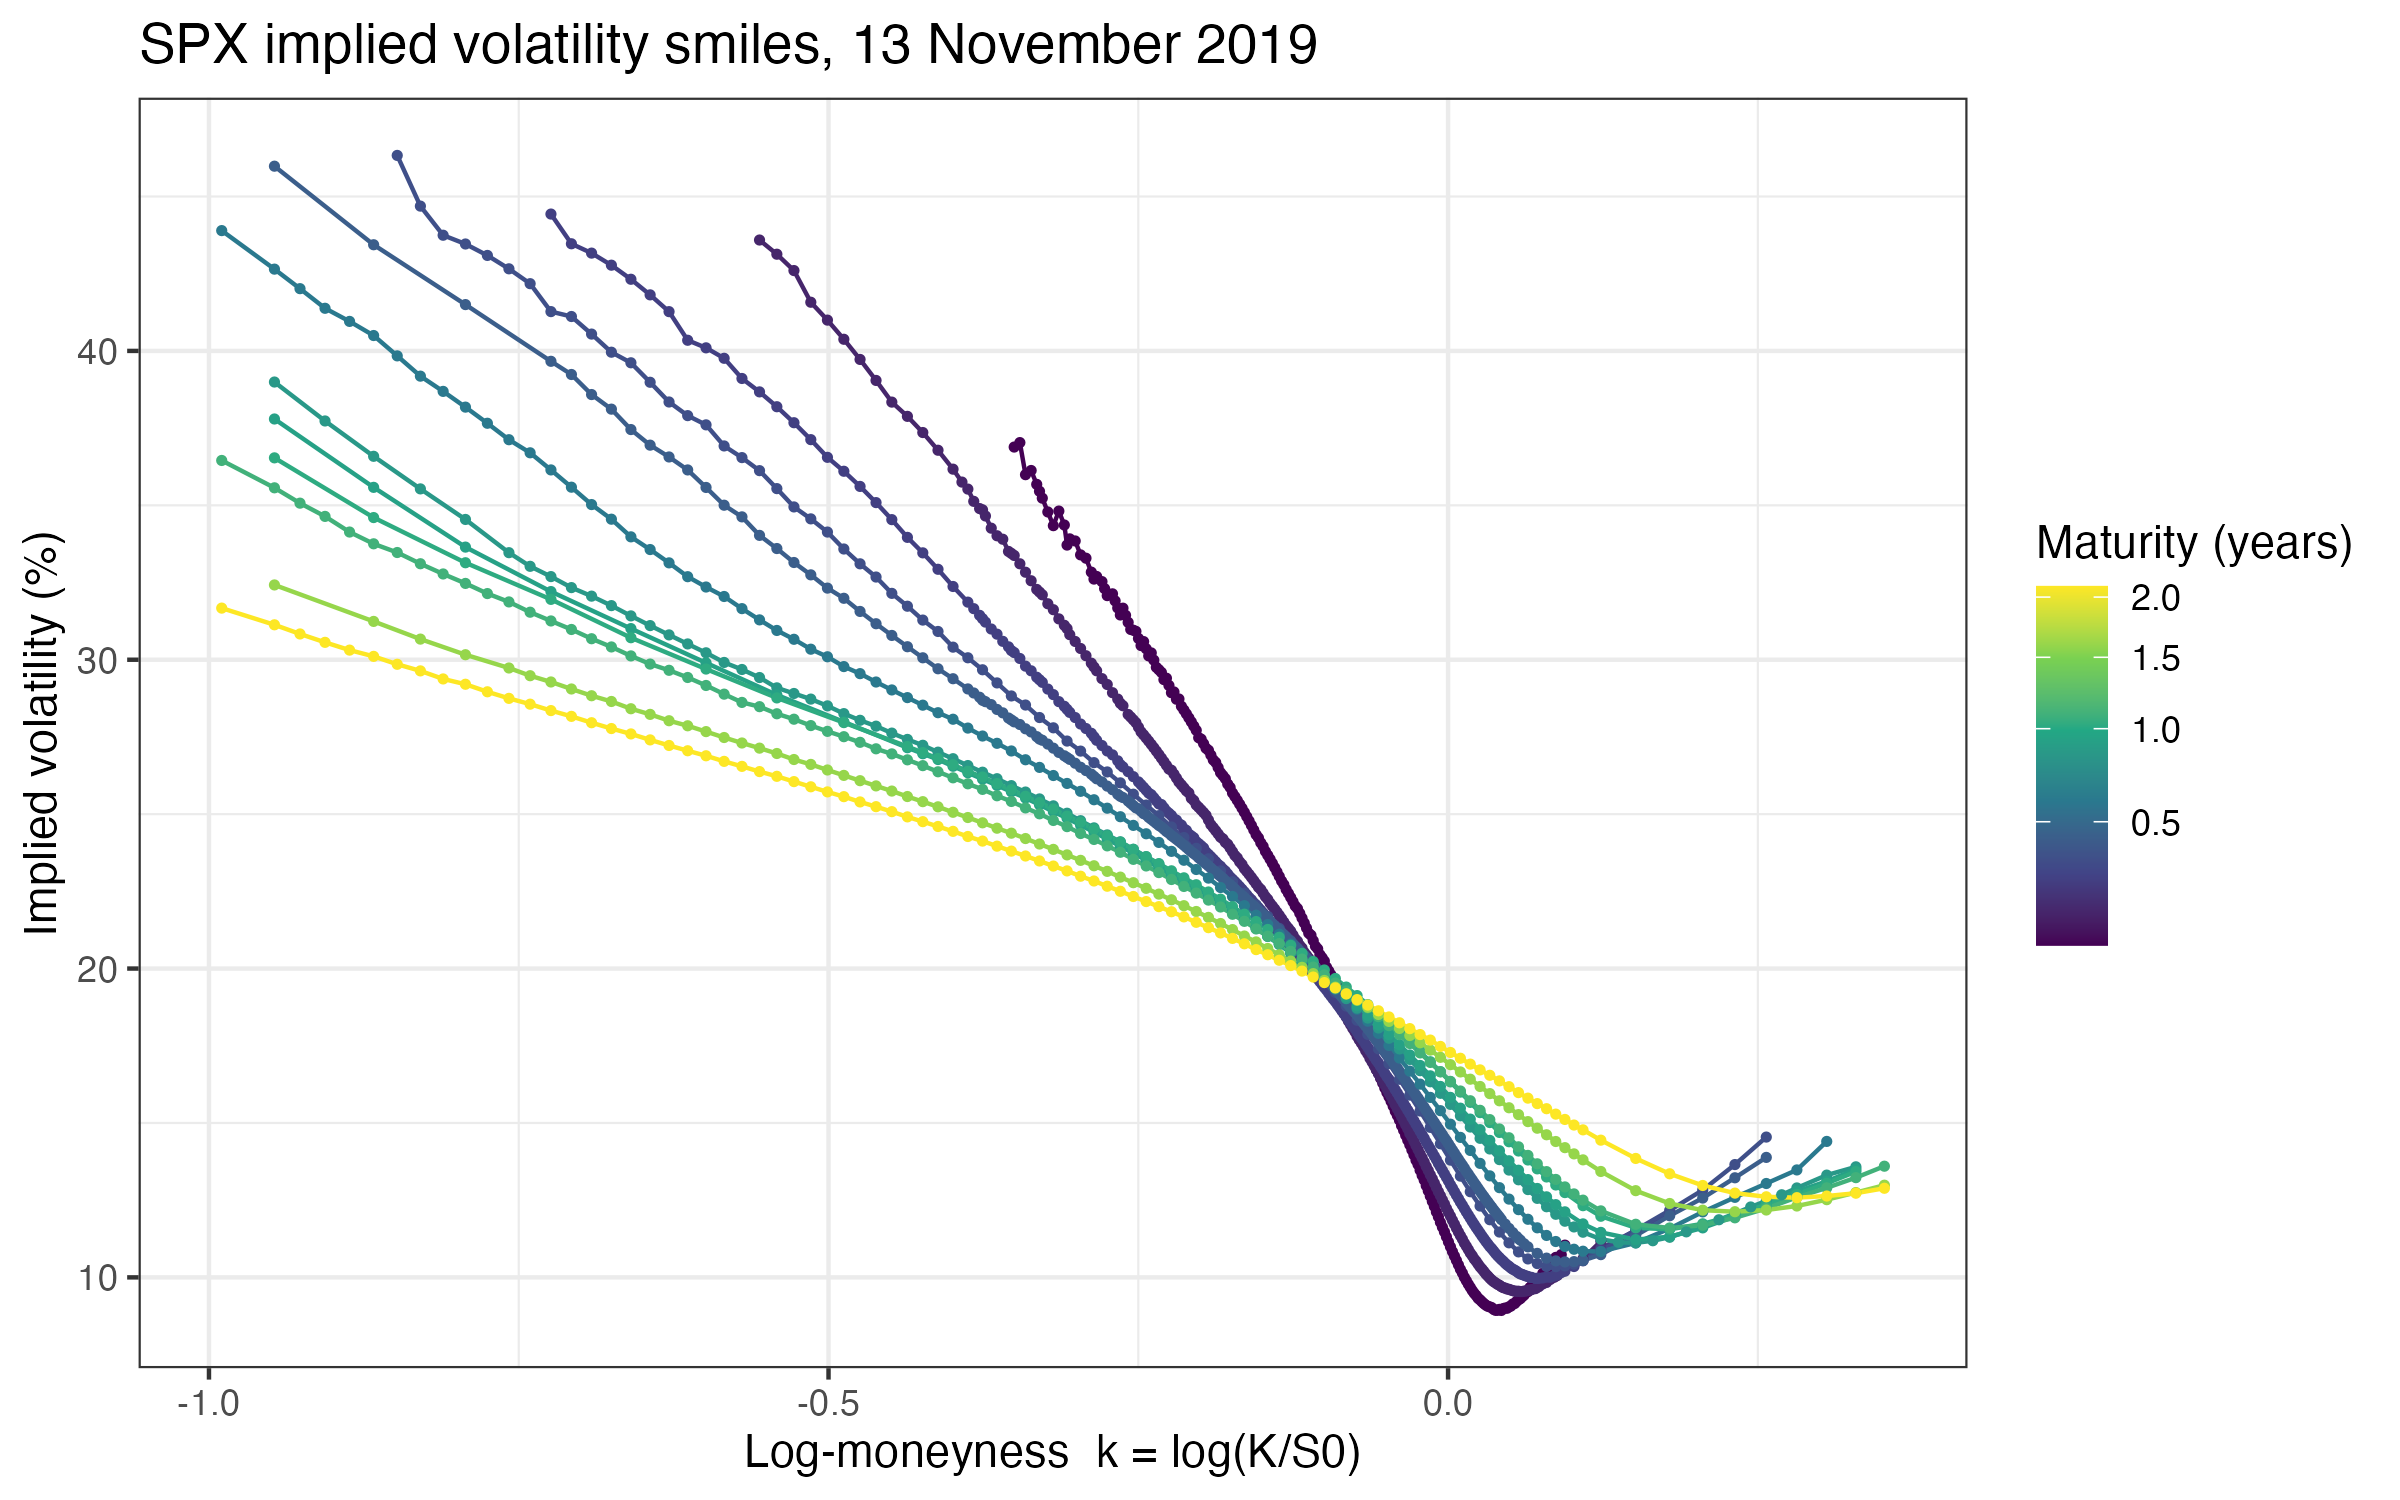 SPX implied volatility smiles, 13 November 2019
Implied volatility (%)
40
30
20
10
-1.0
-0.5
0.0
Log-moneyness  k = log(K/S0)
Maturity (years)
2.0
1.5
1.0
0.5